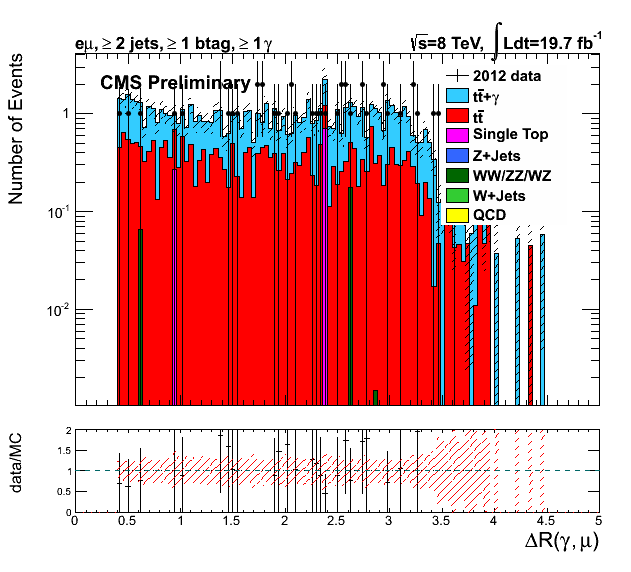 eμ, ≥ 2 jets, ≥ 1 btag, ≥ 1 γ
√s=8 TeV, ∫ Ldt=19.7 fb⁻¹
CMS Preliminary
Number of Events
1
10⁻¹
10⁻²
2012 data
tt̄+γ
tt̄
Single Top
Z+Jets
WW/ZZ/WZ
W+Jets
QCD
data/MC
2
1.5
1
0.5
0
0 0.5 1 1.5 2 2.5 3 3.5 4 4.5 5
ΔR(γ, μ)